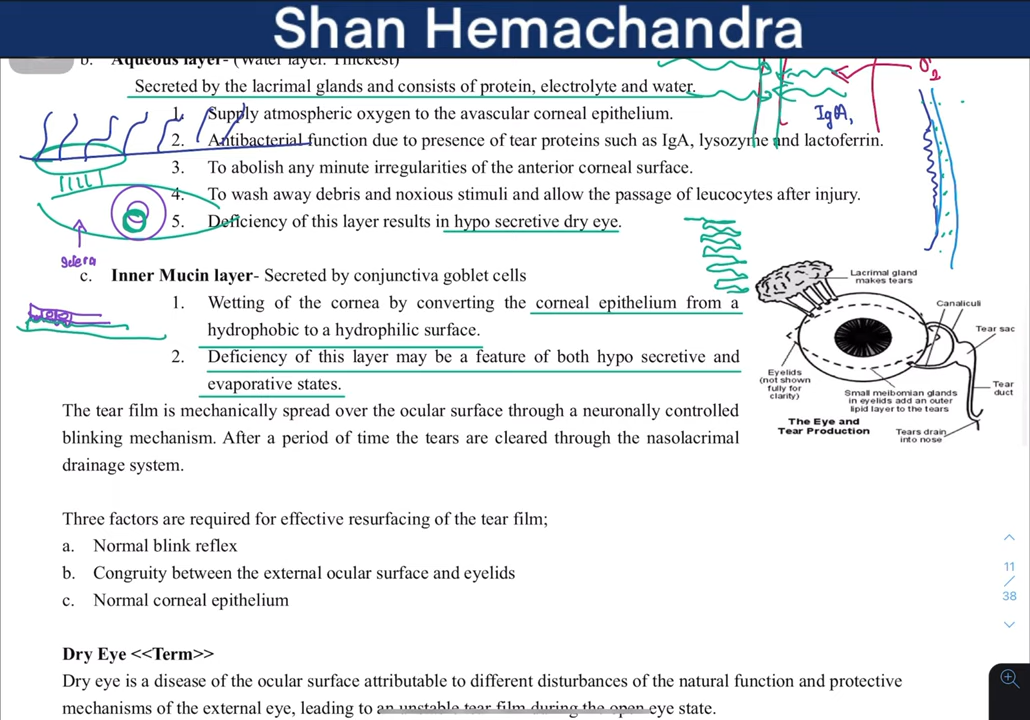 Shan Hemachandra
b. Aqueous layer- (Water layer. Thickest)
Secreted by the lacrimal glands and consists of protein, electrolyte and water.
O2
IgA,
1. Supply atmospheric oxygen to the avascular corneal epithelium.
2. Antibacterial function due to presence of tear proteins such as IgA, lysozyme and lactoferrin.
3. To abolish any minute irregularities of the anterior corneal surface.
4. To wash away debris and noxious stimuli and allow the passage of leucocytes after injury.
5. Deficiency of this layer results in hypo secretive dry eye.
sclera
c. Inner Mucin layer- Secreted by conjunctiva goblet cells
1. Wetting of the cornea by converting the corneal epithelium from a
hydrophobic to a hydrophilic surface.
2. Deficiency of this layer may be a feature of both hypo secretive and
evaporative states.
Lacrimal gland
makes tears
Canaliculi
Tear sac
Eyelids
(not shown
fully for
clarity)
Small meibomian glands
in eyelids add an outer
lipid layer to the tears
Tear
duct
The Eye and
Tear Production
Tears drain
into nose
The tear film is mechanically spread over the ocular surface through a neuronally controlled
blinking mechanism. After a period of time the tears are cleared through the nasolacrimal
drainage system.
Three factors are required for effective resurfacing of the tear film;
a. Normal blink reflex
b. Congruity between the external ocular surface and eyelids
c. Normal corneal epithelium
11
/
38
Dry Eye <<Term>>
Dry eye is a disease of the ocular surface attributable to different disturbances of the natural function and protective
mechanisms of the external eye, leading to an unstable tear film during the open eye state.